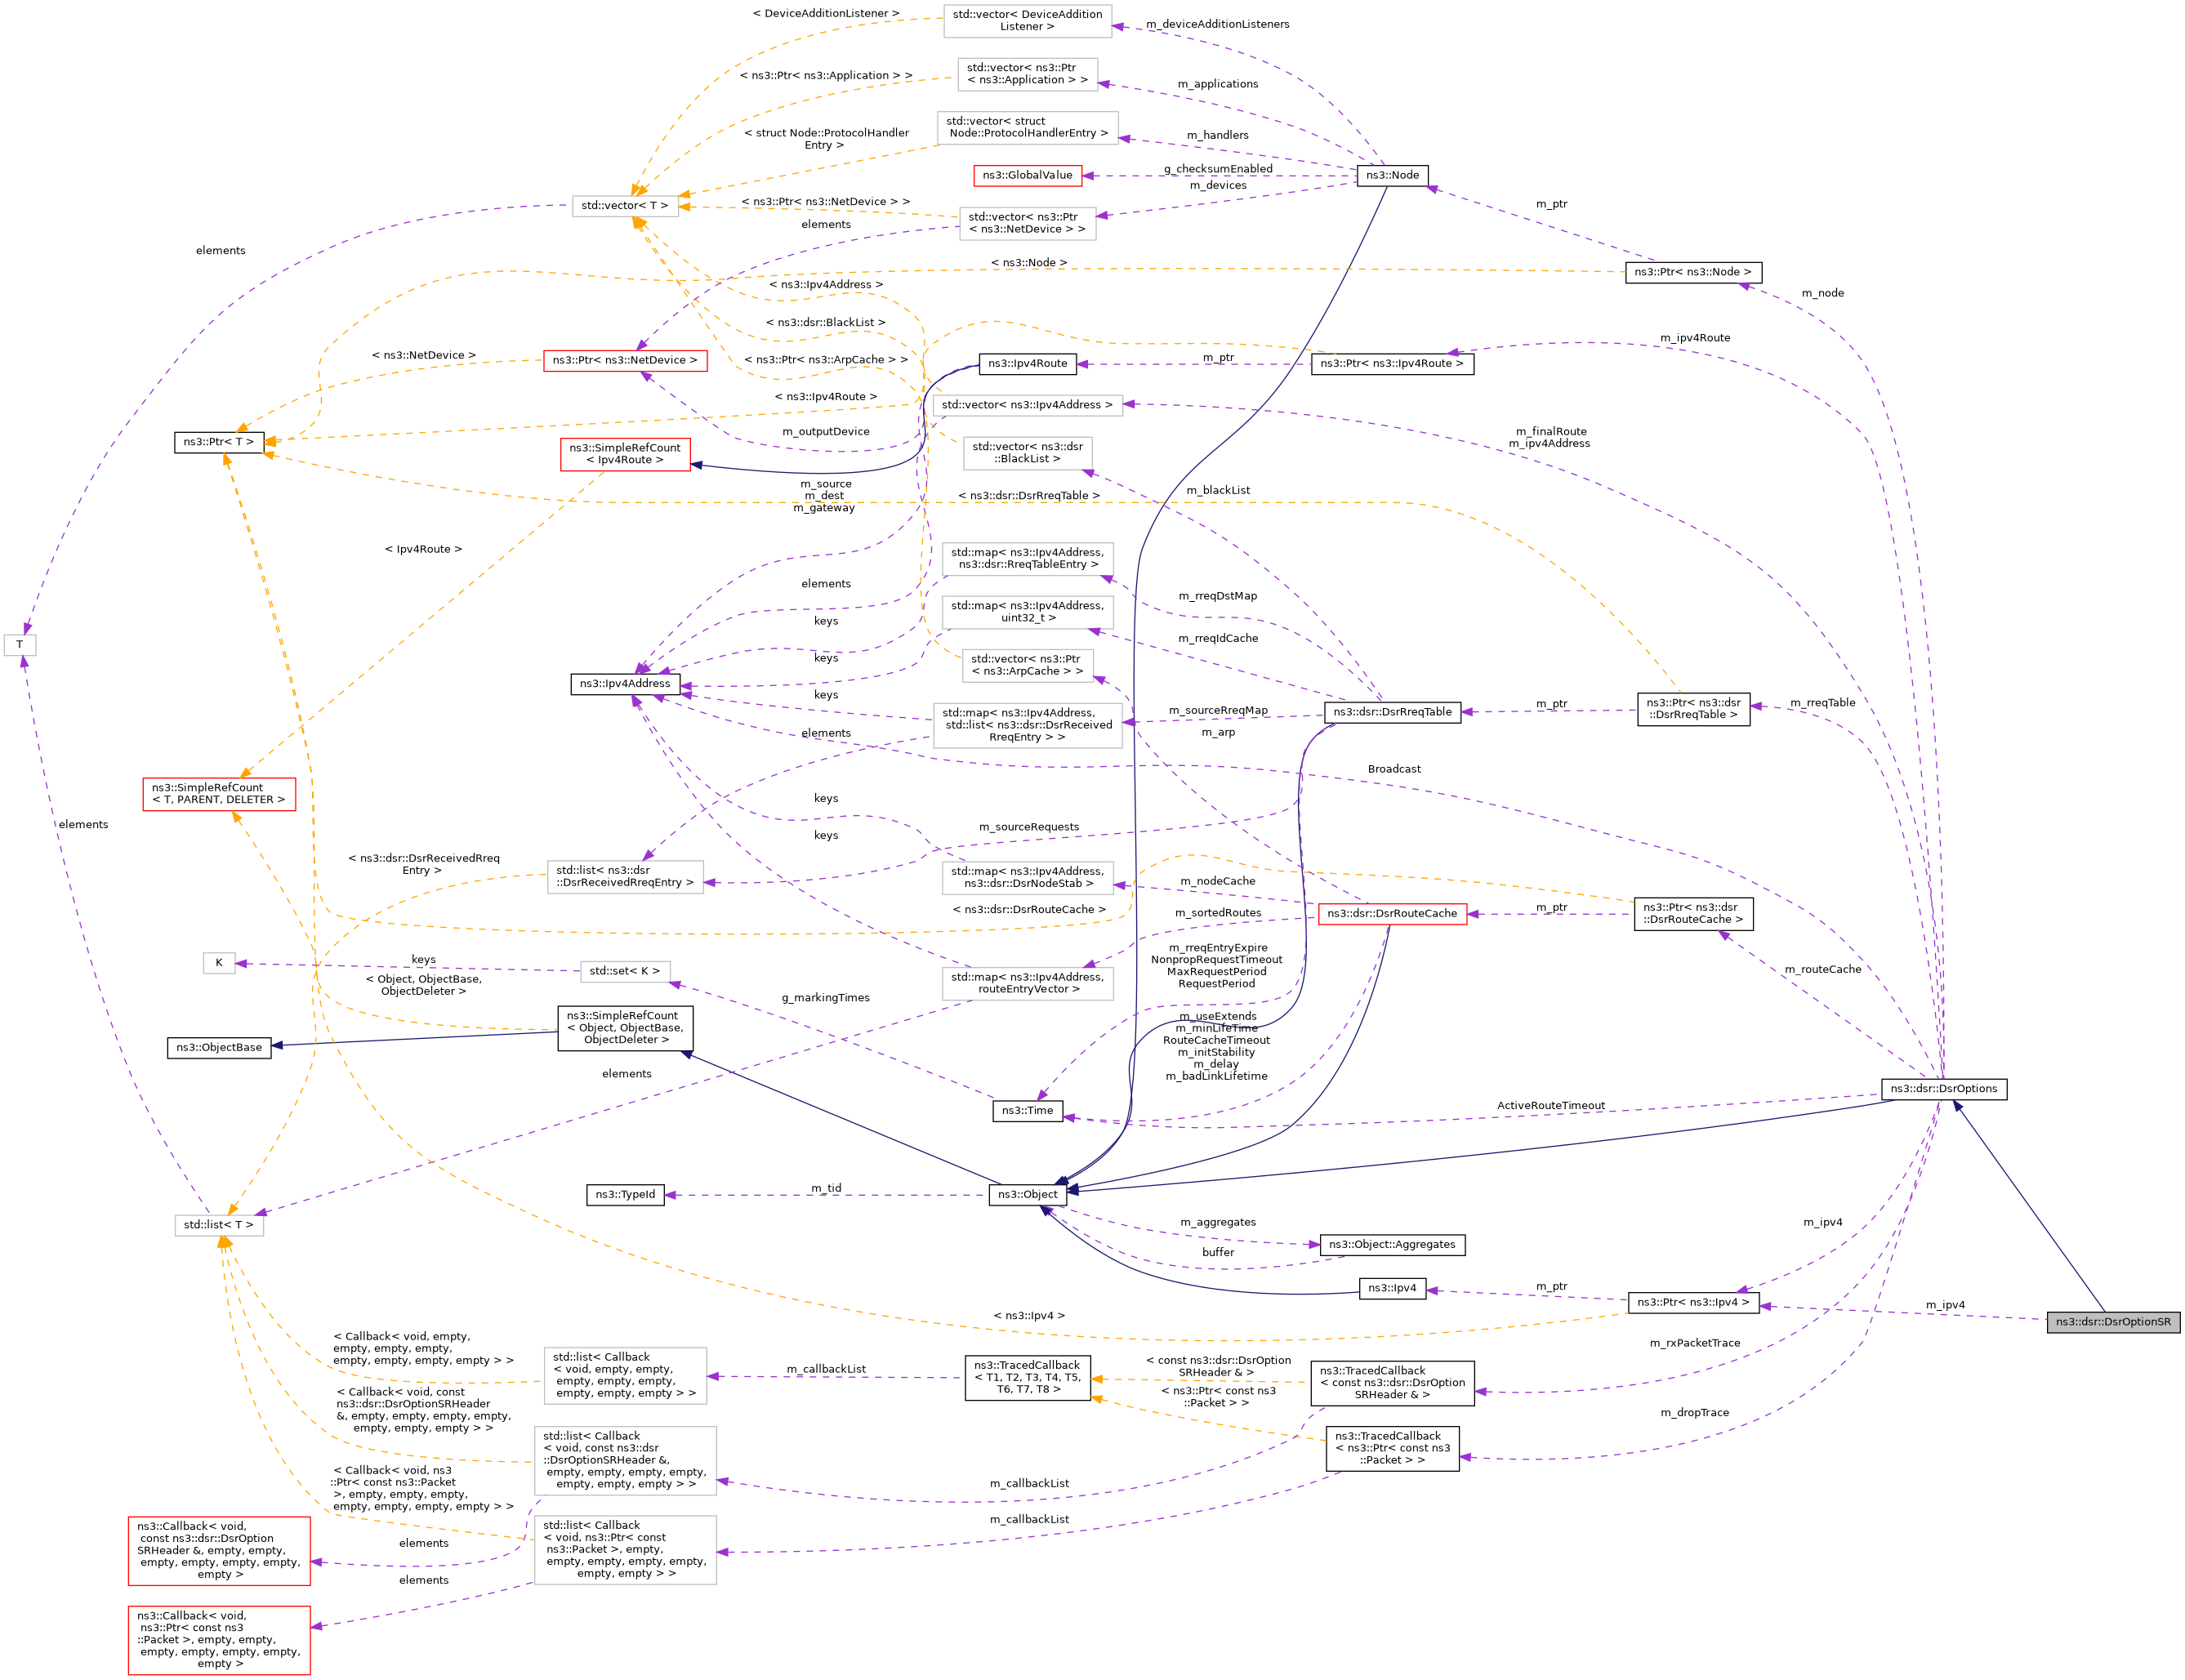 < DeviceAdditionListener >
std::vector< DeviceAddition
Listener >
m_deviceAdditionListeners
< ns3::Ptr< ns3::Application > >
std::vector< ns3::Ptr
< ns3::Application > >
m_applications
< struct Node::ProtocolHandler
Entry >
std::vector< struct
Node::ProtocolHandlerEntry >
m_handlers
ns3::GlobalValue
g_checksumEnabled
ns3::Node
m_devices
std::vector< T >
< ns3::Ptr< ns3::NetDevice > >
std::vector< ns3::Ptr
< ns3::NetDevice > >
m_ptr
elements
elements
< ns3::Node >
ns3::Ptr< ns3::Node >
< ns3::Ipv4Address >
m_node
< ns3::dsr::BlackList >
m_ipv4Route
< ns3::NetDevice >
ns3::Ptr< ns3::NetDevice >
< ns3::Ptr< ns3::ArpCache > >
ns3::Ipv4Route
m_ptr
ns3::Ptr< ns3::Ipv4Route >
< ns3::Ipv4Route >
std::vector< ns3::Ipv4Address >
m_outputDevice
m_finalRoute
m_ipv4Address
ns3::Ptr< T >
ns3::SimpleRefCount
< Ipv4Route >
std::vector< ns3::dsr
::BlackList >
m_source
m_dest
m_gateway
< ns3::dsr::DsrRreqTable >
m_blackList
< Ipv4Route >
std::map< ns3::Ipv4Address,
ns3::dsr::RreqTableEntry >
elements
m_rreqDstMap
keys
std::map< ns3::Ipv4Address,
uint32_t >
m_rreqIdCache
T
keys
std::vector< ns3::Ptr
< ns3::ArpCache > >
ns3::Ipv4Address
keys
std::map< ns3::Ipv4Address,
std::list< ns3::dsr::DsrReceived
RreqEntry > >
m_sourceRreqMap
m_arp
ns3::dsr::DsrRreqTable
m_ptr
ns3::Ptr< ns3::dsr
::DsrRreqTable >
m_rreqTable
elements
Broadcast
ns3::SimpleRefCount
< T, PARENT, DELETER >
elements
keys
m_sourceRequests
keys
< ns3::dsr::DsrReceivedRreq
Entry >
std::list< ns3::dsr
::DsrReceivedRreqEntry >
std::map< ns3::Ipv4Address,
ns3::dsr::DsrNodeStab >
m_nodeCache
< ns3::dsr::DsrRouteCache >
m_sortedRoutes
ns3::dsr::DsrRouteCache
m_ptr
ns3::Ptr< ns3::dsr
::DsrRouteCache >
m_rreqEntryExpire
NonpropRequestTimeout
MaxRequestPeriod
RequestPeriod
m_routeCache
K
keys
std::set< K >
std::map< ns3::Ipv4Address,
routeEntryVector >
< Object, ObjectBase,
ObjectDeleter >
g_markingTimes
ns3::SimpleRefCount
< Object, ObjectBase,
ObjectDeleter >
m_useExtends
m_minLifeTime
RouteCacheTimeout
m_initStability
m_delay
m_badLinkLifetime
ns3::ObjectBase
elements
ns3::Time
ActiveRouteTimeout
ns3::dsr::DsrOptions
ns3::TypeId
m_tid
ns3::Object
std::list< T >
m_aggregates
m_ipv4
ns3::Object::Aggregates
buffer
ns3::Ipv4
m_ptr
ns3::Ptr< ns3::Ipv4 >
m_ipv4
< ns3::Ipv4 >
ns3::dsr::DsrOptionSR
< Callback< void, empty,
empty, empty, empty,
empty, empty, empty, empty > >
std::list< Callback
< void, empty, empty,
empty, empty, empty,
empty, empty, empty > >
m_callbackList
ns3::TracedCallback
< T1, T2, T3, T4, T5,
T6, T7, T8 >
< const ns3::dsr::DsrOption
SRHeader & >
m_rxPacketTrace
ns3::TracedCallback
< const ns3::dsr::DsrOption
SRHeader & >
< ns3::Ptr< const ns3
::Packet > >
< Callback< void, const
ns3::dsr::DsrOptionSRHeader
&, empty, empty, empty, empty,
empty, empty, empty > >
m_dropTrace
ns3::TracedCallback
< ns3::Ptr< const ns3
::Packet > >
std::list< Callback
< void, const ns3::dsr
::DsrOptionSRHeader &,
empty, empty, empty, empty,
empty, empty, empty > >
m_callbackList
< Callback< void, ns3
::Ptr< const ns3::Packet
>, empty, empty, empty,
empty, empty, empty, empty > >
m_callbackList
std::list< Callback
< void, ns3::Ptr< const
ns3::Packet >, empty,
empty, empty, empty, empty,
empty, empty > >
ns3::Callback< void,
const ns3::dsr::DsrOption
SRHeader &, empty, empty,
empty, empty, empty, empty,
empty >
elements
elements
ns3::Callback< void,
ns3::Ptr< const ns3
::Packet >, empty, empty,
empty, empty, empty, empty,
empty >